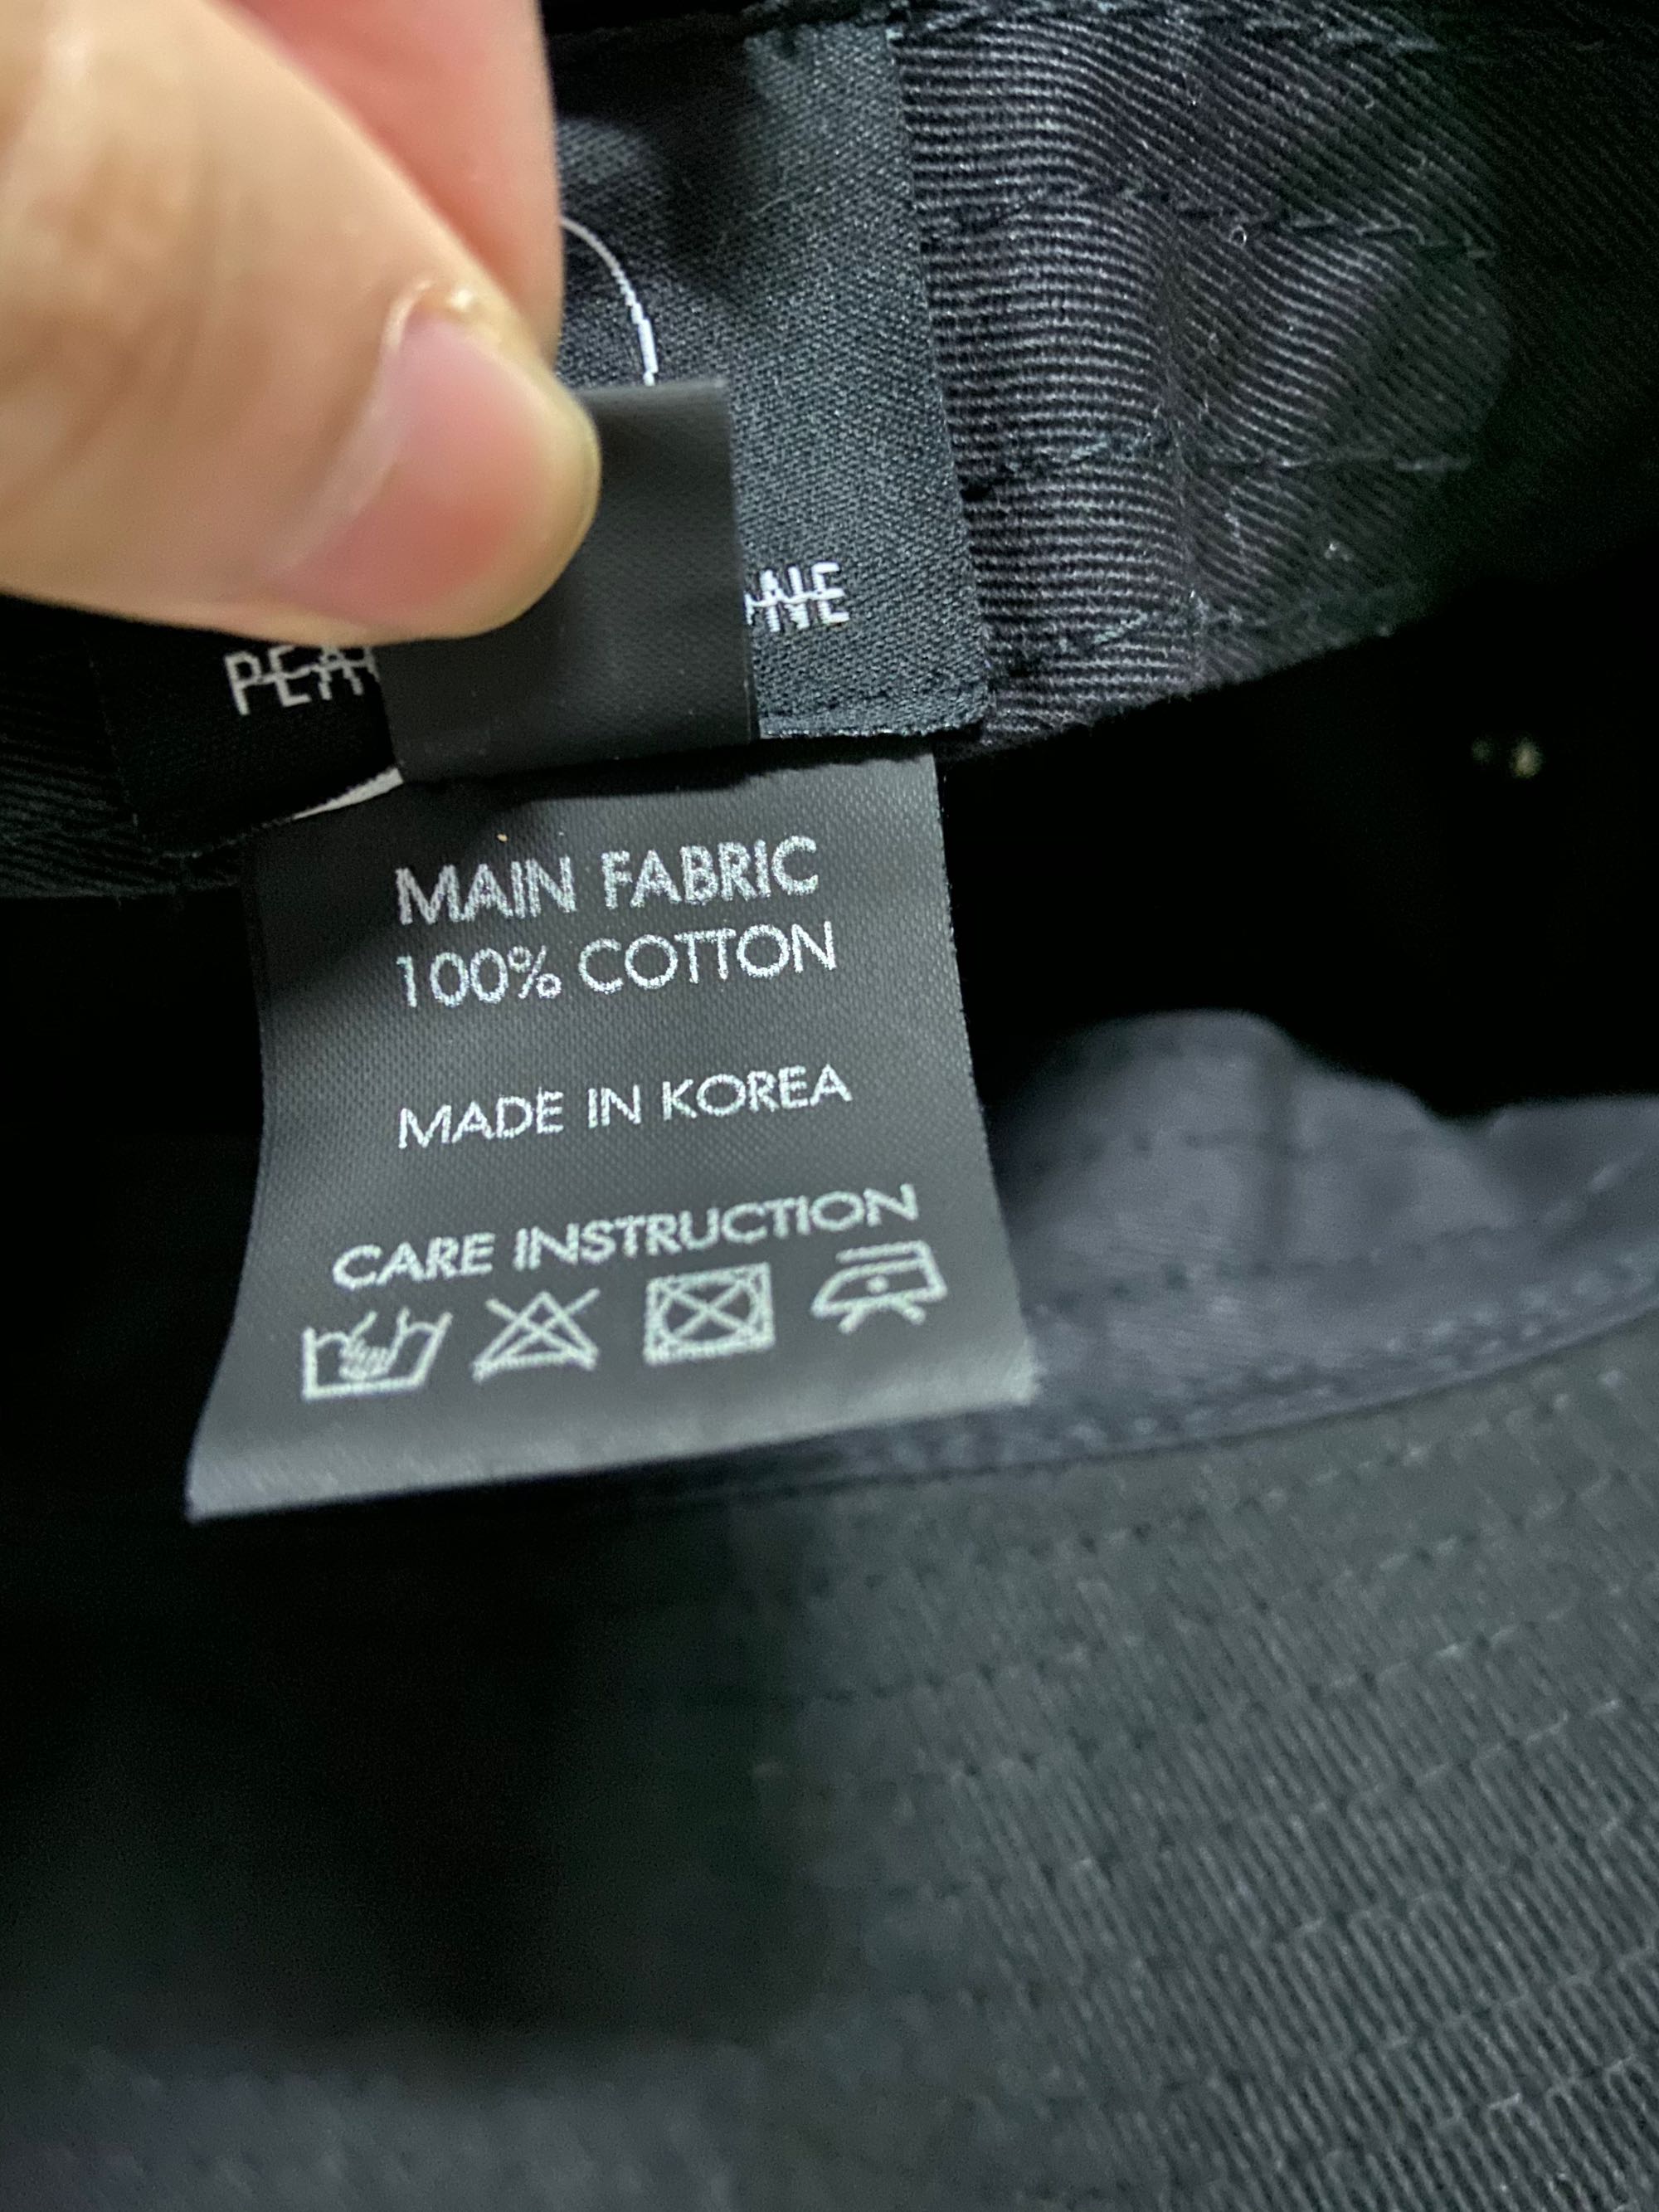 MAIN FABRIC
100% COTTON
MADE IN KOREA
CARE INSTRUCTION